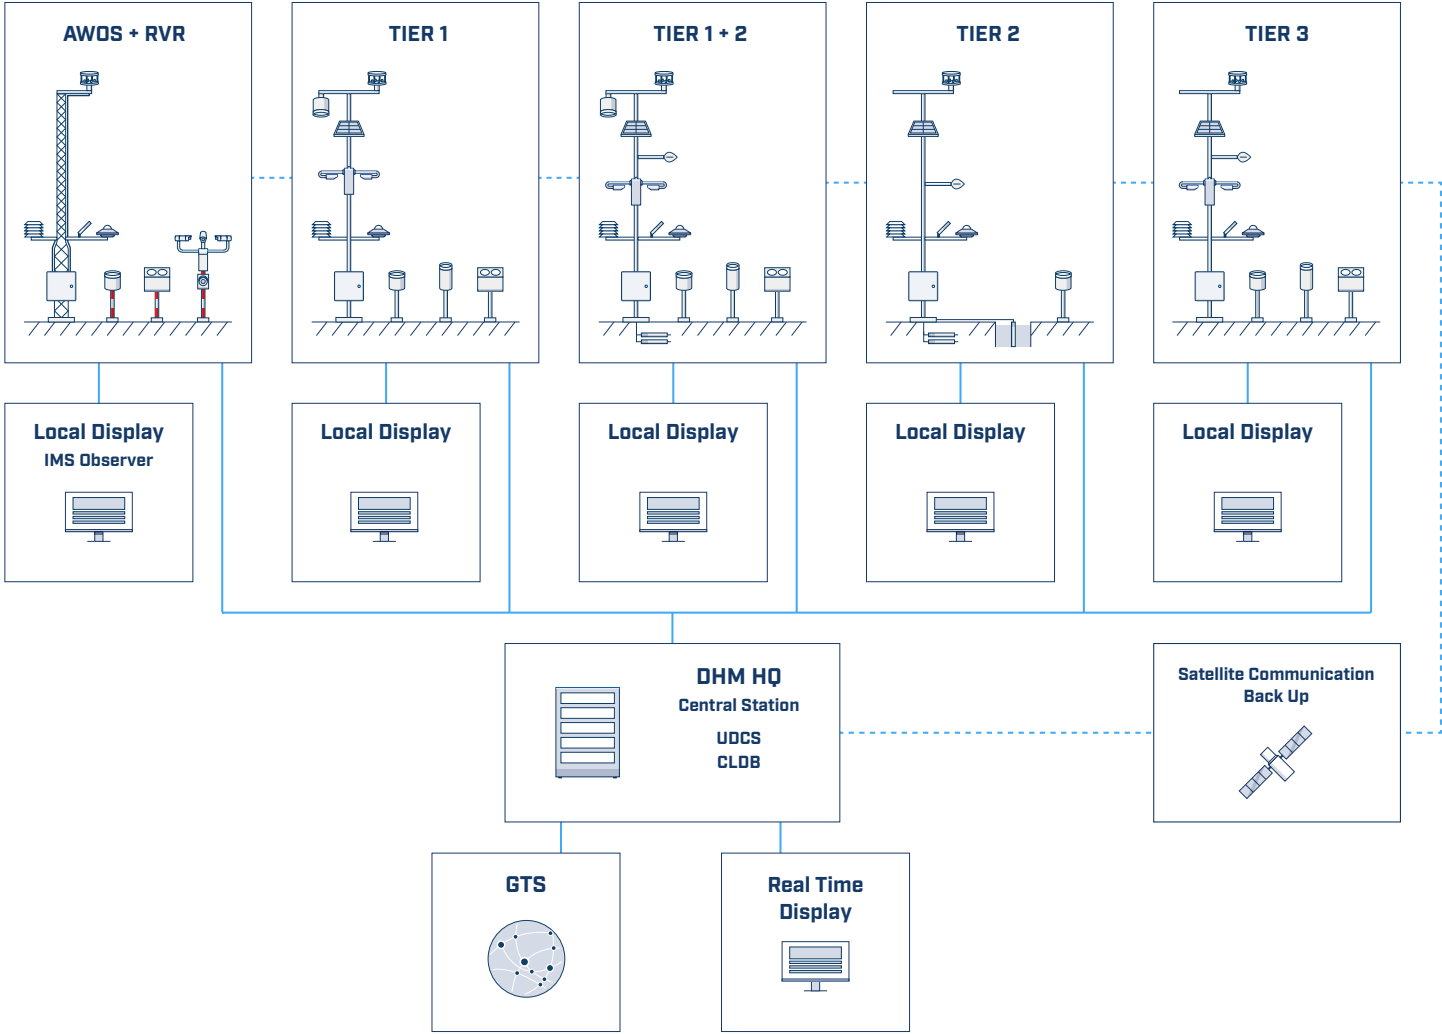 AWOS + RVR
TIER 1
TIER 1 + 2
TIER 2
TIER 3
Local Display
IMS Observer
Local Display
Local Display
Local Display
Local Display
DHM HQ
Central Station
UDCS
CLDB
Satellite Communication
Back Up
GTS
Real Time
Display